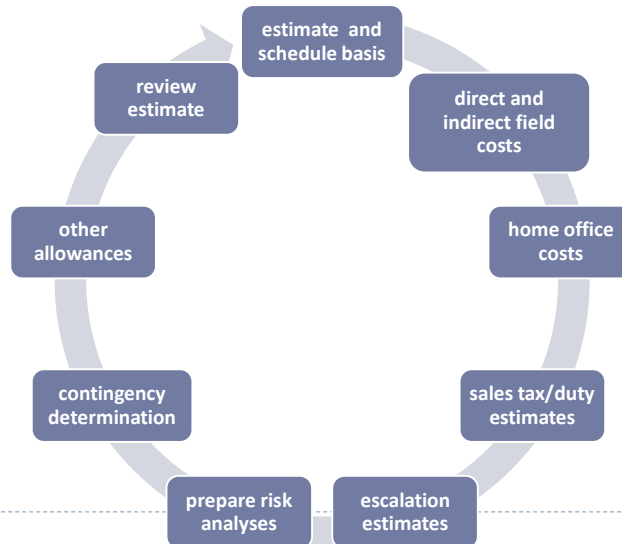 estimate and
schedule basis
direct and
indirect field
costs
home office
costs
sales tax/duty
estimates
escalation
estimates
prepare risk
analyses
contingency
determination
other
allowances
review
estimate